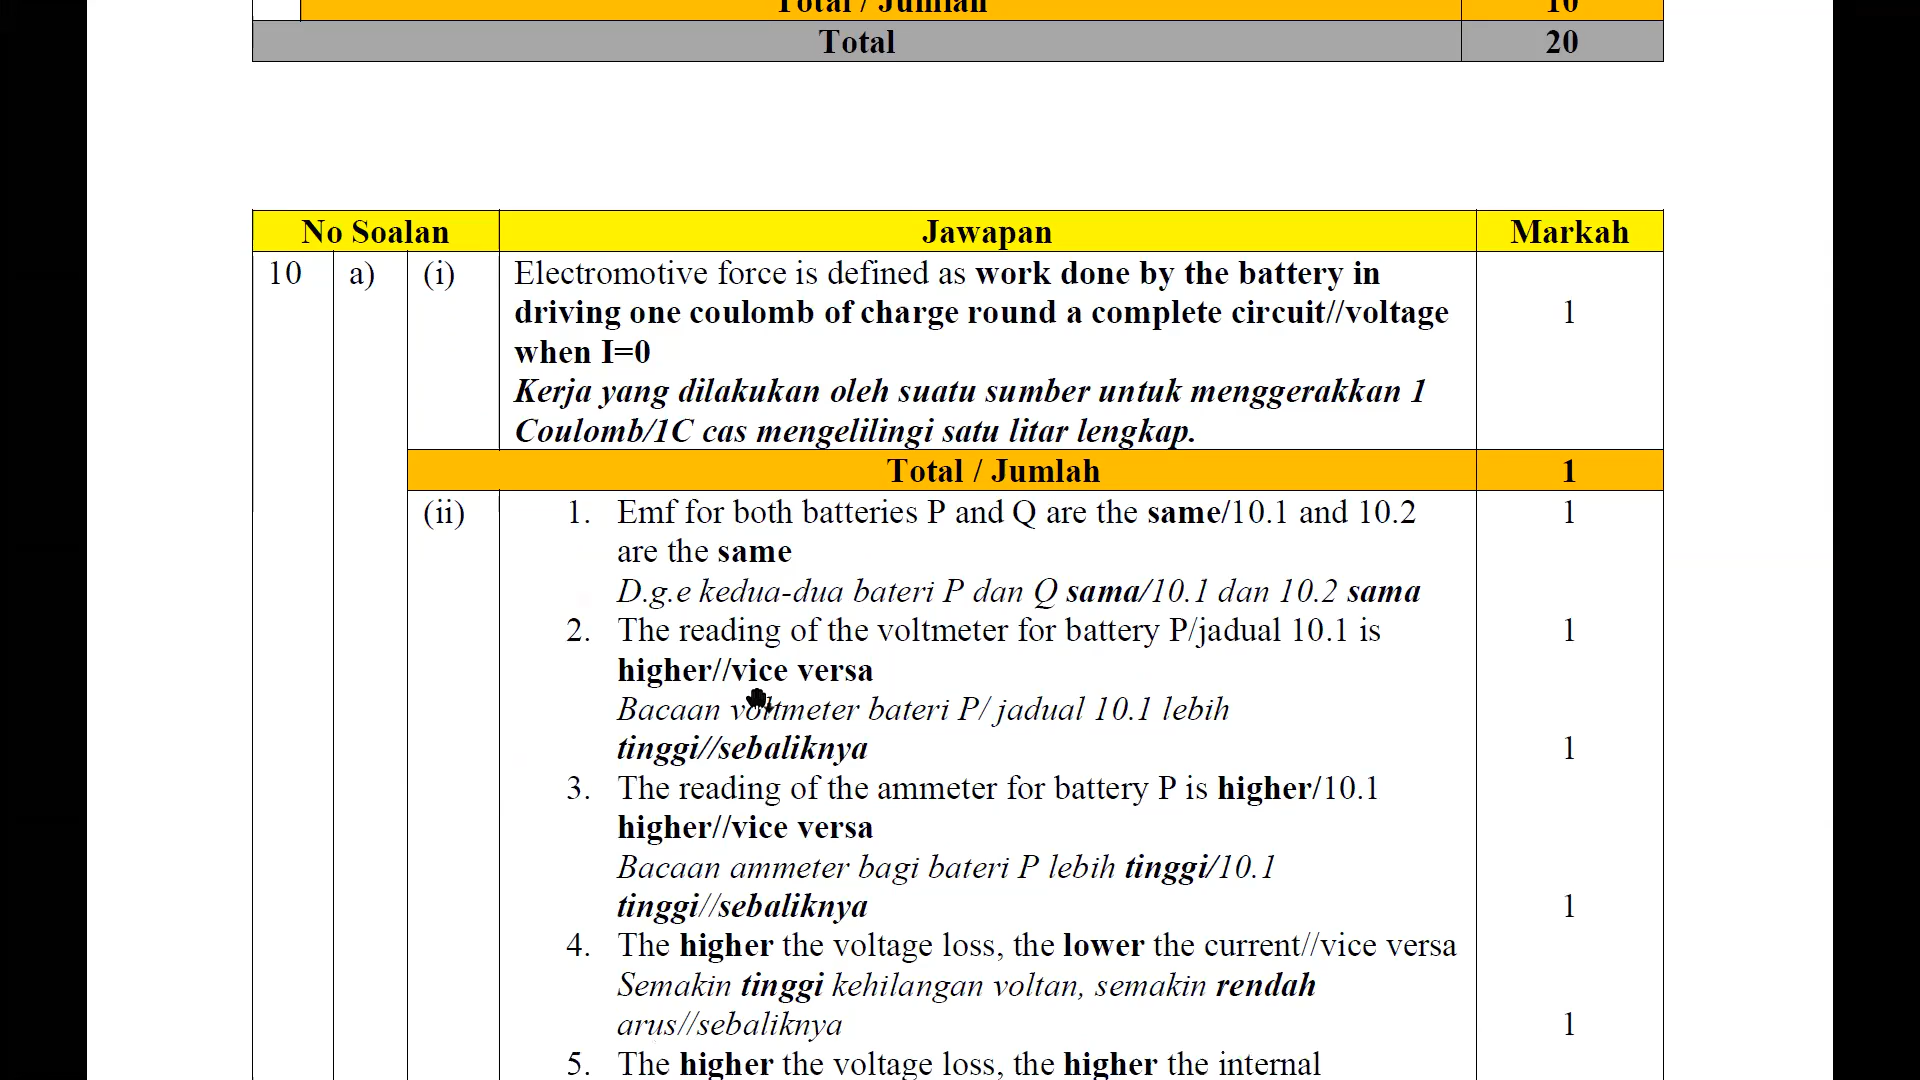 Total / Jumlah 10
Total 20
No Soalan Jawapan Markah
10 a) (i) Electromotive force is defined as work done by the battery in
driving one coulomb of charge round a complete circuit//voltage 1
when I=0
Kerja yang dilakukan oleh suatu sumber untuk menggerakkan 1
Coulomb/1C cas mengelilingi satu litar lengkap.
Total / Jumlah 1
(ii) 1. Emf for both batteries P and Q are the same/10.1 and 10.2 1
are the same
D.g.e kedua-dua bateri P dan Q sama/10.1 dan 10.2 sama
2. The reading of the voltmeter for battery P/jadual 10.1 is 1
higher//vice versa
Bacaan voltmeter bateri P/ jadual 10.1 lebih
tinggi//sebaliknya 1
3. The reading of the ammeter for battery P is higher/10.1
higher//vice versa
Bacaan ammeter bagi bateri P lebih tinggi/10.1
tinggi//sebaliknya 1
4. The higher the voltage loss, the lower the current//vice versa
Semakin tinggi kehilangan voltan, semakin rendah
arus//sebaliknya 1
5. The higher the voltage loss, the higher the internal